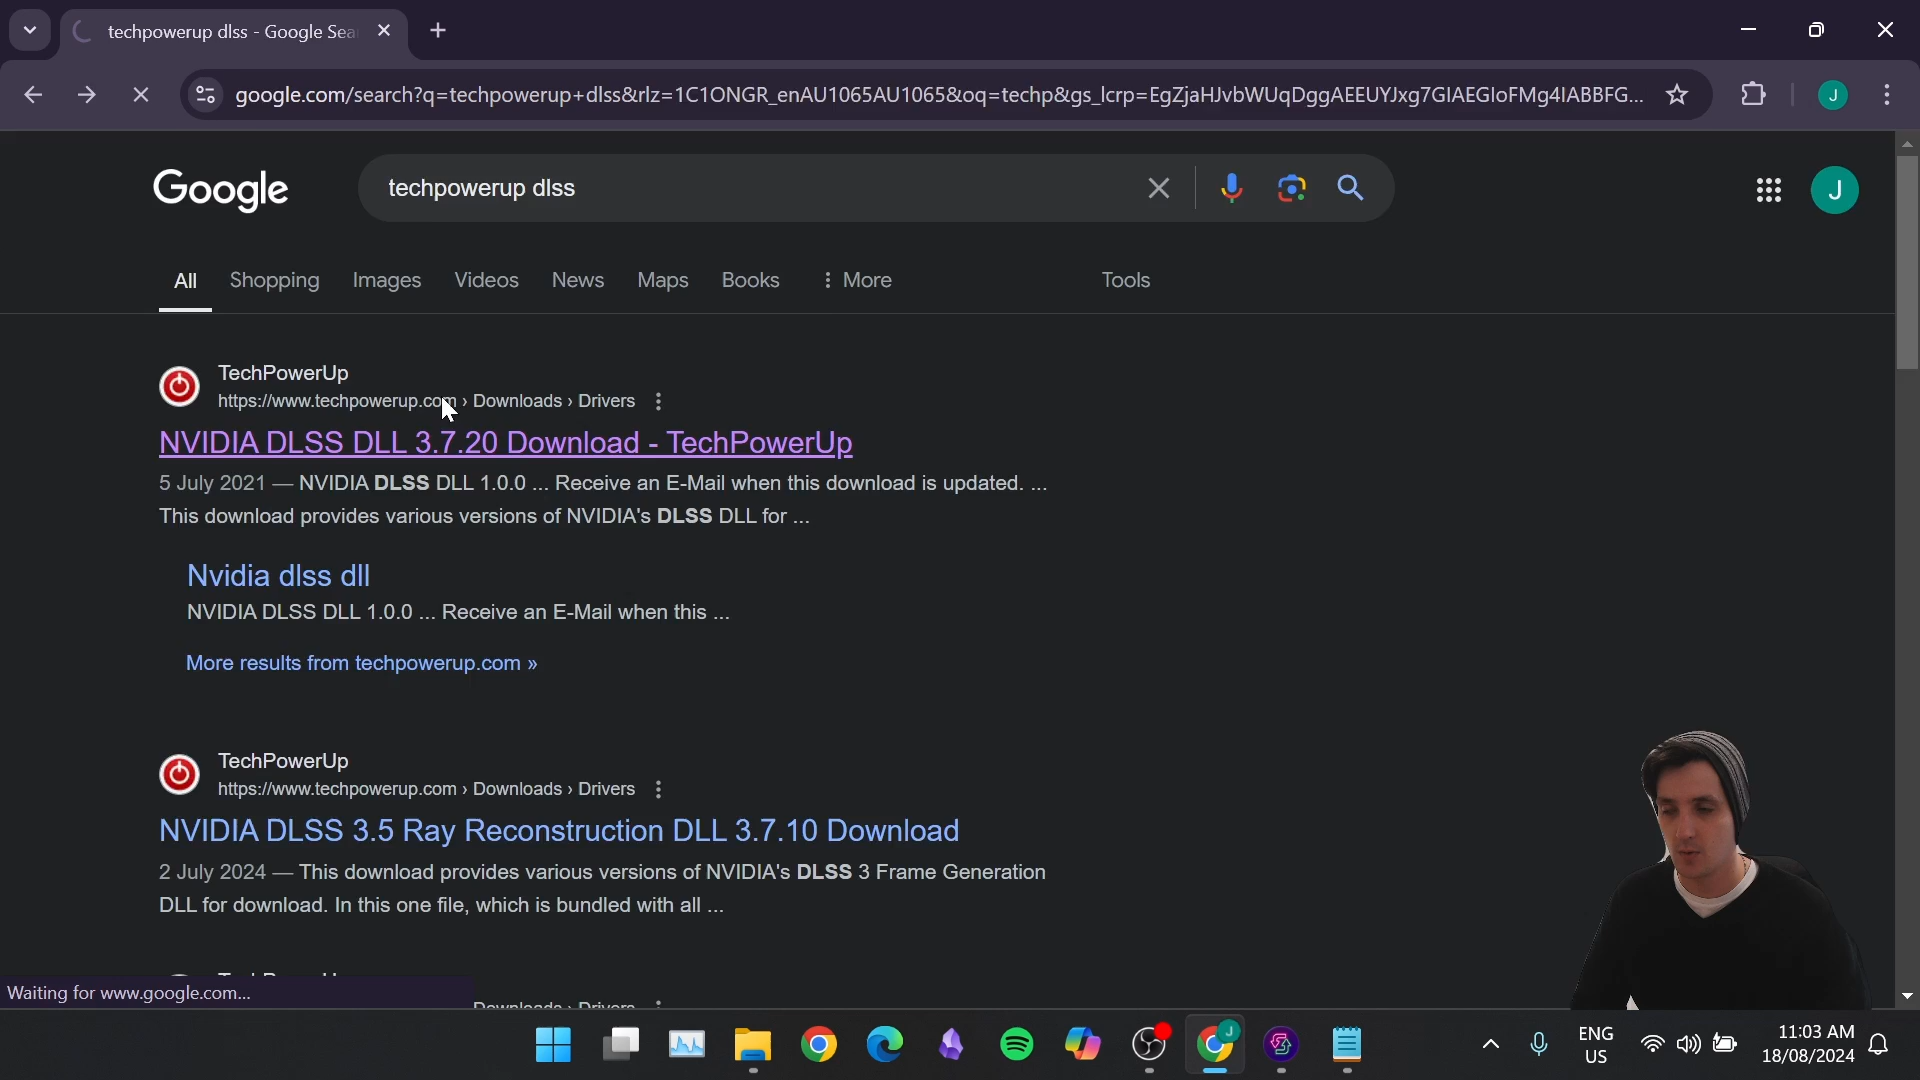 techpowerup dlss - Google Sea
google.com/search?q=techpowerup+dlss&rlz=1C1ONGR_enAU1065AU1065&oq=techp&gs_lcrp=EgZjaHJvbWUqDggAEEUYJxg7GIAEGIoFMg4IABBFG...
J
Google
techpowerup dlss
J
All Shopping Images Videos News Maps Books More Tools
TechPowerUp
https://www.techpowerup.com › Downloads › Drivers
NVIDIA DLSS DLL 3.7.20 Download - TechPowerUp
5 July 2021 — NVIDIA DLSS DLL 1.0.0 ... Receive an E-Mail when this download is updated. ...
This download provides various versions of NVIDIA's DLSS DLL for ...
Nvidia dlss dll
NVIDIA DLSS DLL 1.0.0 ... Receive an E-Mail when this ...
More results from techpowerup.com »
TechPowerUp
https://www.techpowerup.com › Downloads › Drivers
NVIDIA DLSS 3.5 Ray Reconstruction DLL 3.7.10 Download
2 July 2024 — This download provides various versions of NVIDIA's DLSS 3 Frame Generation
DLL for download. In this one file, which is bundled with all ...
Waiting for www.google.com...
J
ENG
US
11:03 AM
18/08/2024